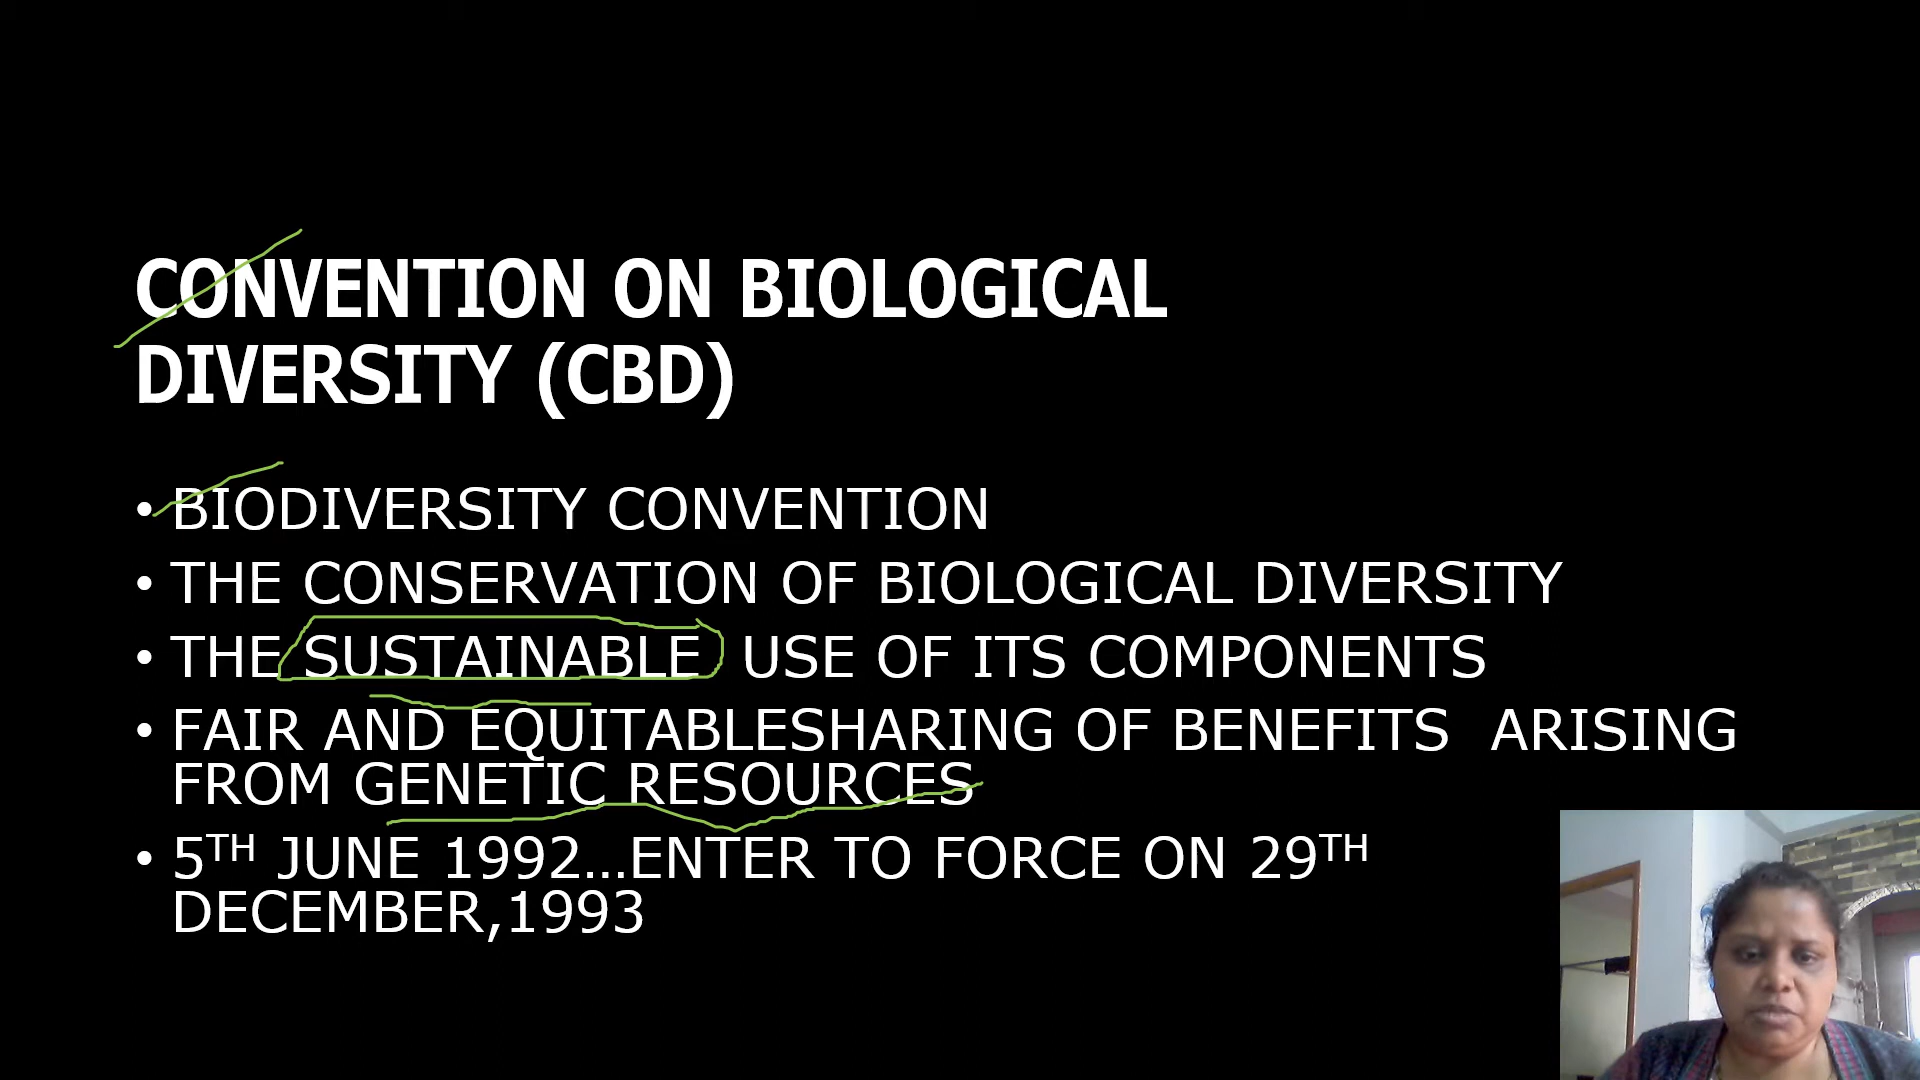 CONVENTION ON BIOLOGICAL
DIVERSITY (CBD)
• BIODIVERSITY CONVENTION
• THE CONSERVATION OF BIOLOGICAL DIVERSITY
• THE SUSTAINABLE USE OF ITS COMPONENTS
• FAIR AND EQUITABLESHARING OF BENEFITS ARISING
FROM GENETIC RESOURCES
• 5TH JUNE 1992...ENTER TO FORCE ON 29TH
DECEMBER,1993